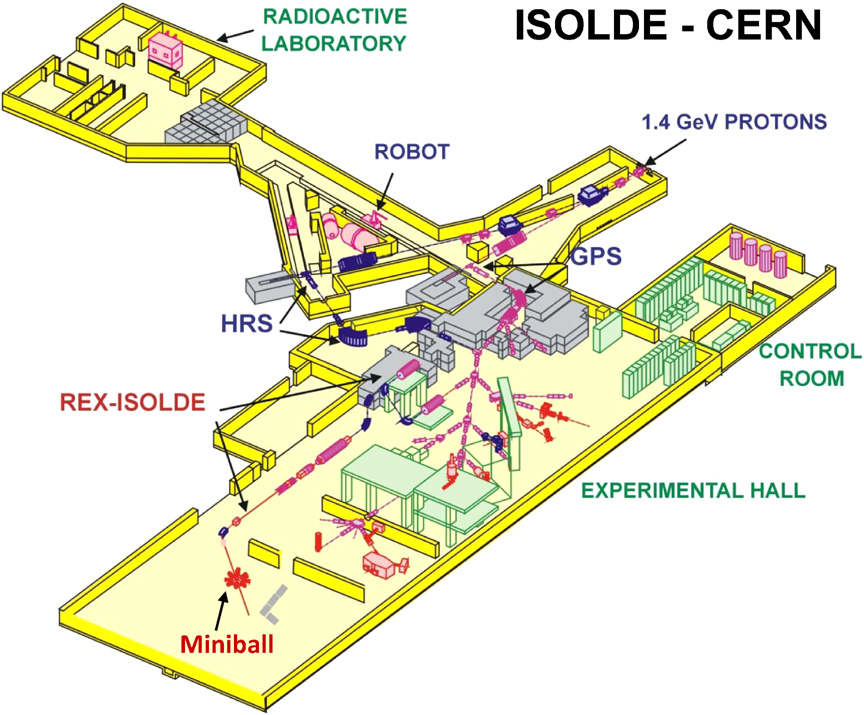 ISOLDE - CERN
RADIOACTIVE
LABORATORY
1.4 GeV PROTONS
ROBOT
GPS
HRS
CONTROL
ROOM
REX-ISOLDE
EXPERIMENTAL HALL
Miniball